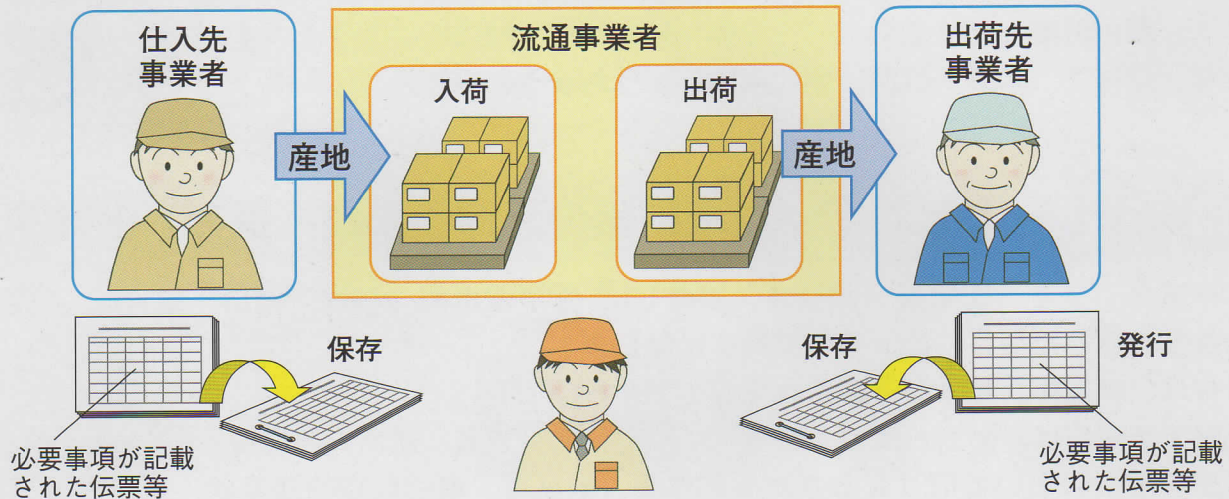 仕入先
事業者
流通事業者
出荷先
事業者
入荷
出荷
産地
産地
保存
保存
発行
必要事項が記載
された伝票等
必要事項が記載
された伝票等